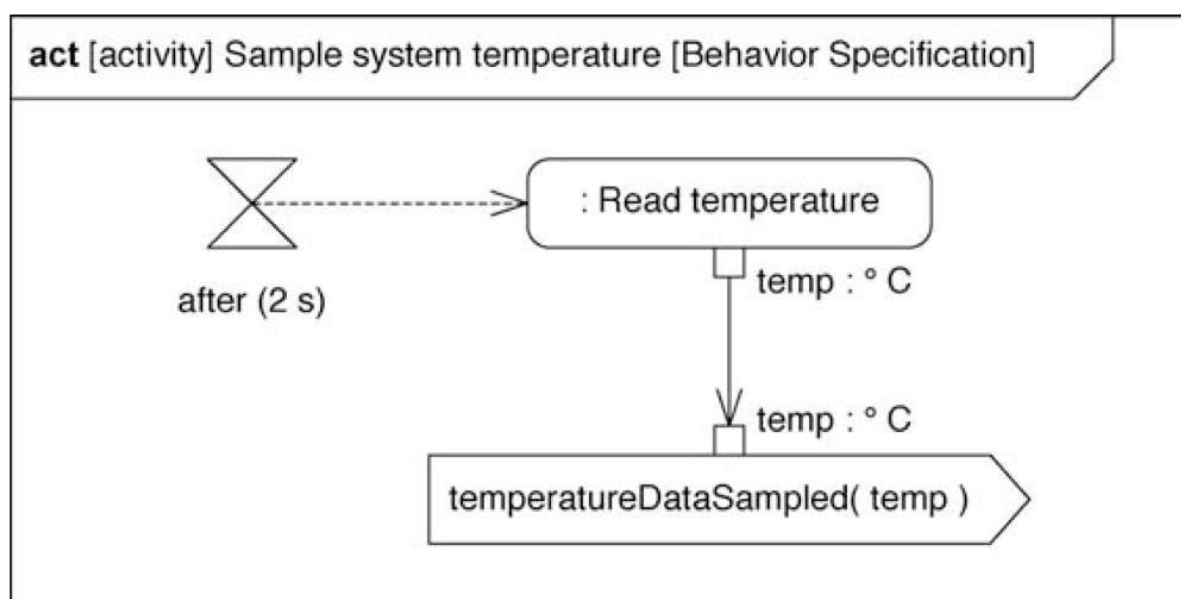 act [activity] Sample system temperature [Behavior Specification]
: Read temperature
temp : ° C
after (2 s)
temp : ° C
temperatureDataSampled( temp )